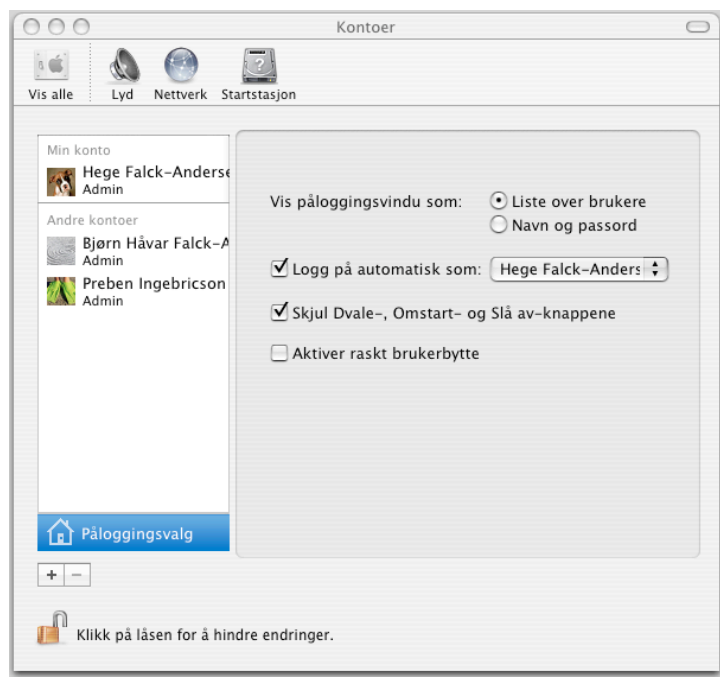 Kontoer
Vis alle Lyd Nettverk Startstasjon
Min konto
Hege Falck-Anderse
Admin
Andre kontoer
Bjørn Håvar Falck-A
Admin
Preben Ingebricson
Admin
Påloggingsvalg
Vis påloggingsvindu som: Liste over brukere
Navn og passord
Logg på automatisk som: Hege Falck-Anders
Skjul Dvale-, Omstart- og Slå av-knappene
Aktiver raskt brukerbytte
Klikk på låsen for å hindre endringer.